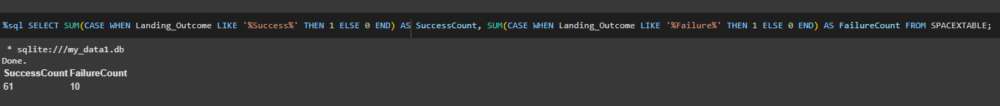 %sql SELECT SUM(CASE WHEN Landing_Outcome LIKE '%Success%' THEN 1 ELSE 0 END) AS SuccessCount, SUM(CASE WHEN Landing_Outcome LIKE '%Failure%' THEN 1 ELSE 0 END) AS FailureCount FROM SPACEXTABLE;
* sqlite:///my_data1.db
Done.
SuccessCount FailureCount
61 10